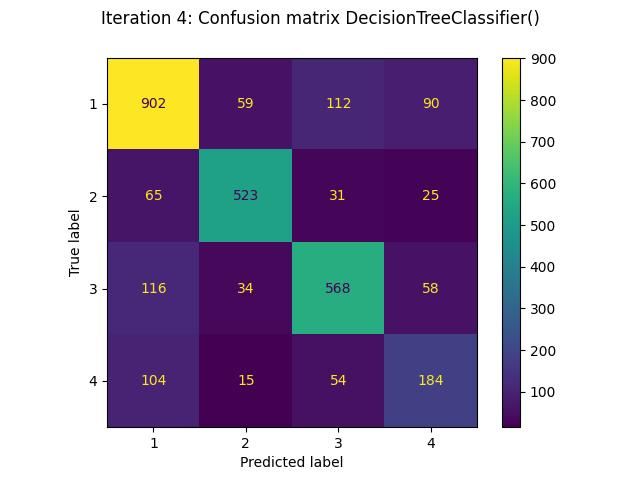 Iteration 4: Confusion matrix DecisionTreeClassifier()
900
1 902 59 112 90
800
700
2 65 523 31 25
600
True label
500
400
3 116 34 568 58
300
200
4 104 15 54 184
100
1 2 3 4
Predicted label